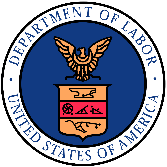 DEPARTMENT OF LABOR
UNITED STATES OF AMERICA